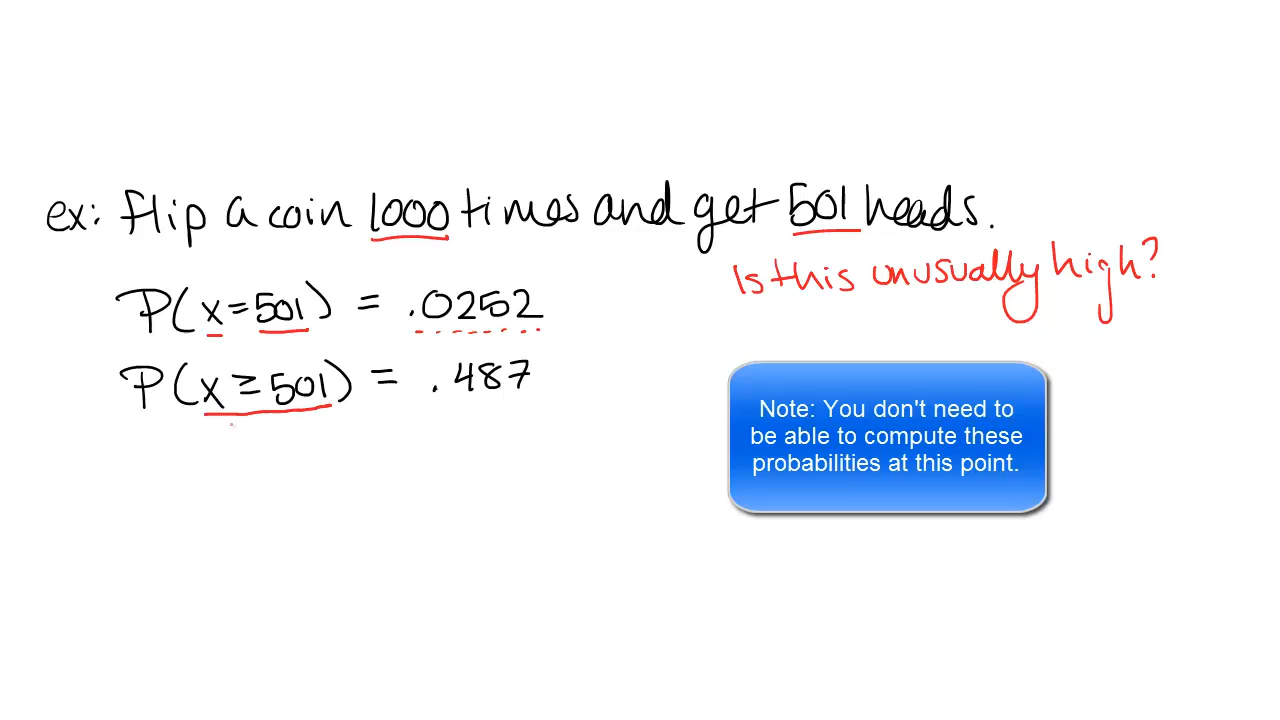 ex: flip a coin 1000 times and get 501 heads.
Is this unusually high?
P(x=501) = .0252
P(x≥501) = .487
Note: You don't need to
be able to compute these
probabilities at this point.